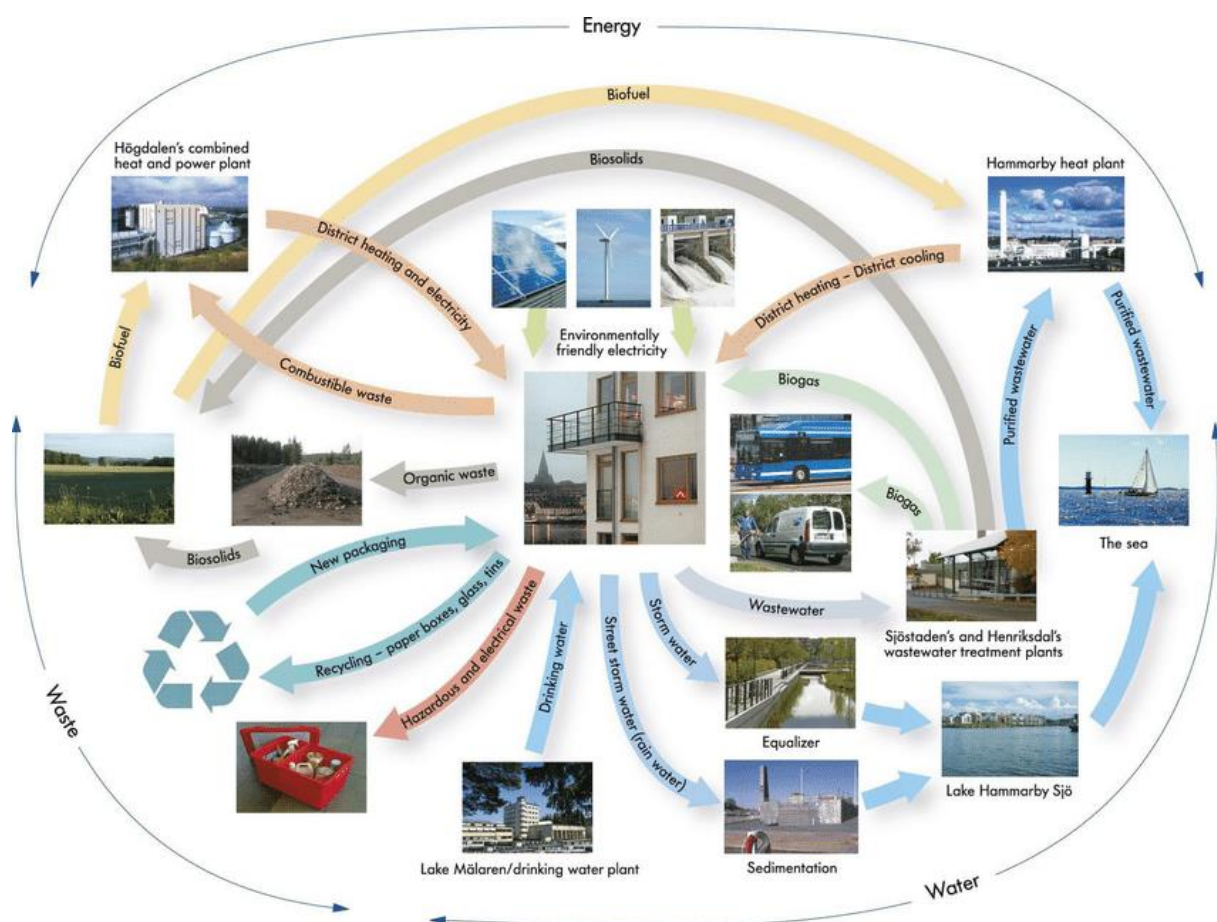 Energy
Biofuel
Högdalen's combined
heat and power plant
Biosolids
Hammarby heat plant
District heating and electricity
District heating – District cooling
Environmentally
friendly electricity
Biofuel
Combustible waste
Biogas
Purified wastewater
Purified wastewater
Organic waste
Biogas
Biosolids
New packaging
The sea
Recycling – paper boxes, glass, tins
Hazardous and electrical waste
Drinking water
Street storm water (rain water)
Storm water
Wastewater
Sjöstaden's and Henriksdal's
wastewater treatment plants
Waste
Equalizer
Lake Hammarby Sjö
Lake Mälaren/drinking water plant
Sedimentation
Water